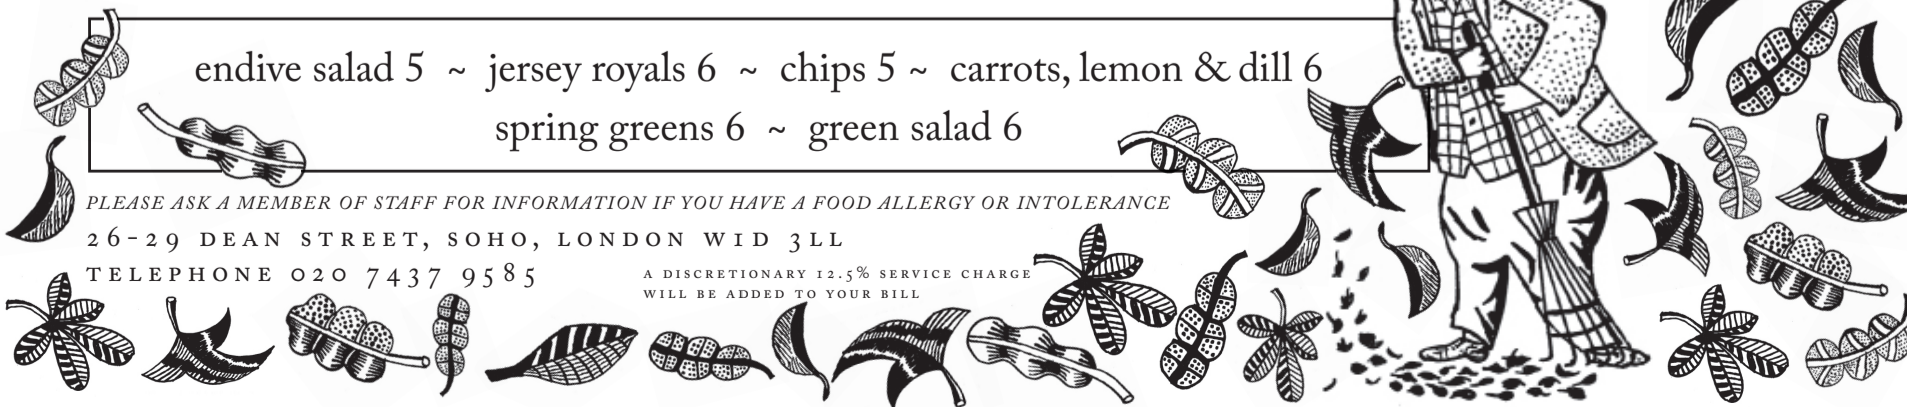 endive salad 5 ~ jersey royals 6 ~ chips 5 ~ carrots, lemon & dill 6
spring greens 6 ~ green salad 6
PLEASE ASK A MEMBER OF STAFF FOR INFORMATION IF YOU HAVE A FOOD ALLERGY OR INTOLERANCE
26-29 DEAN STREET, SOHO, LONDON W1D 3LL
TELEPHONE 020 7437 9585
A DISCRETIONARY 12.5% SERVICE CHARGE
WILL BE ADDED TO YOUR BILL